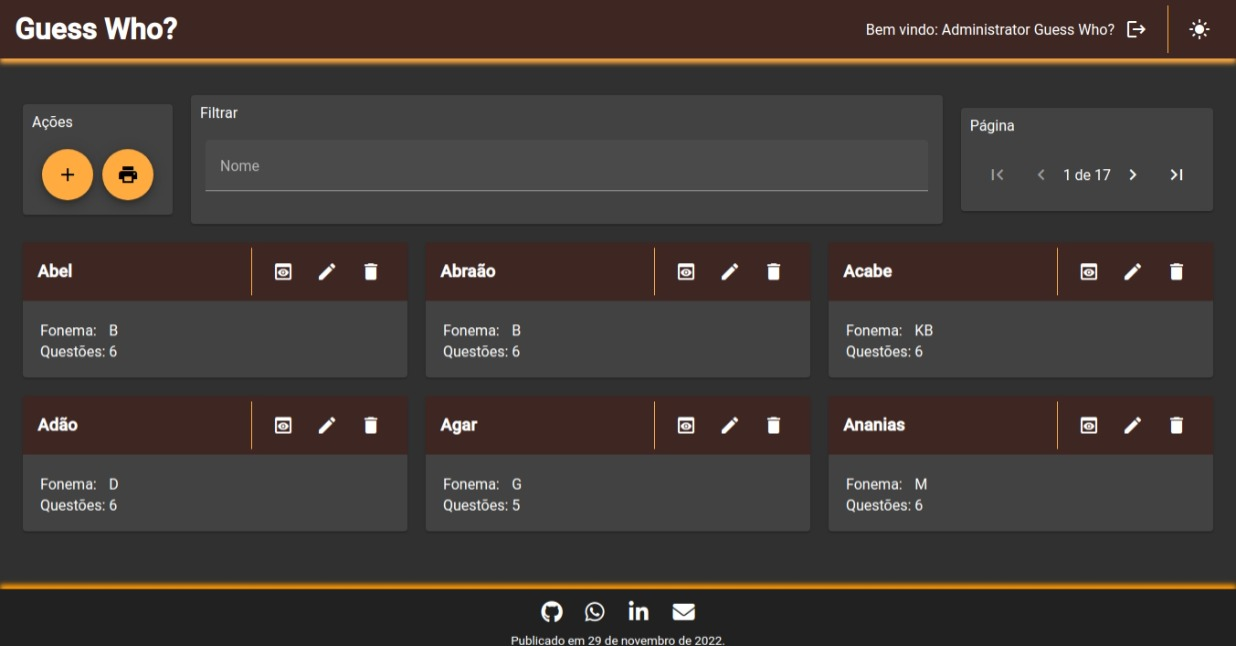 Guess Who?
Bem vindo: Administrator Guess Who?
Ações
Filtrar
Nome
Página
1 de 17
Abel
Fonema: B
Questões: 6
Abraão
Fonema: B
Questões: 6
Acabe
Fonema: KB
Questões: 6
Adão
Fonema: D
Questões: 6
Agar
Fonema: G
Questões: 5
Ananias
Fonema: M
Questões: 6
Publicado em 29 de novembro de 2022.